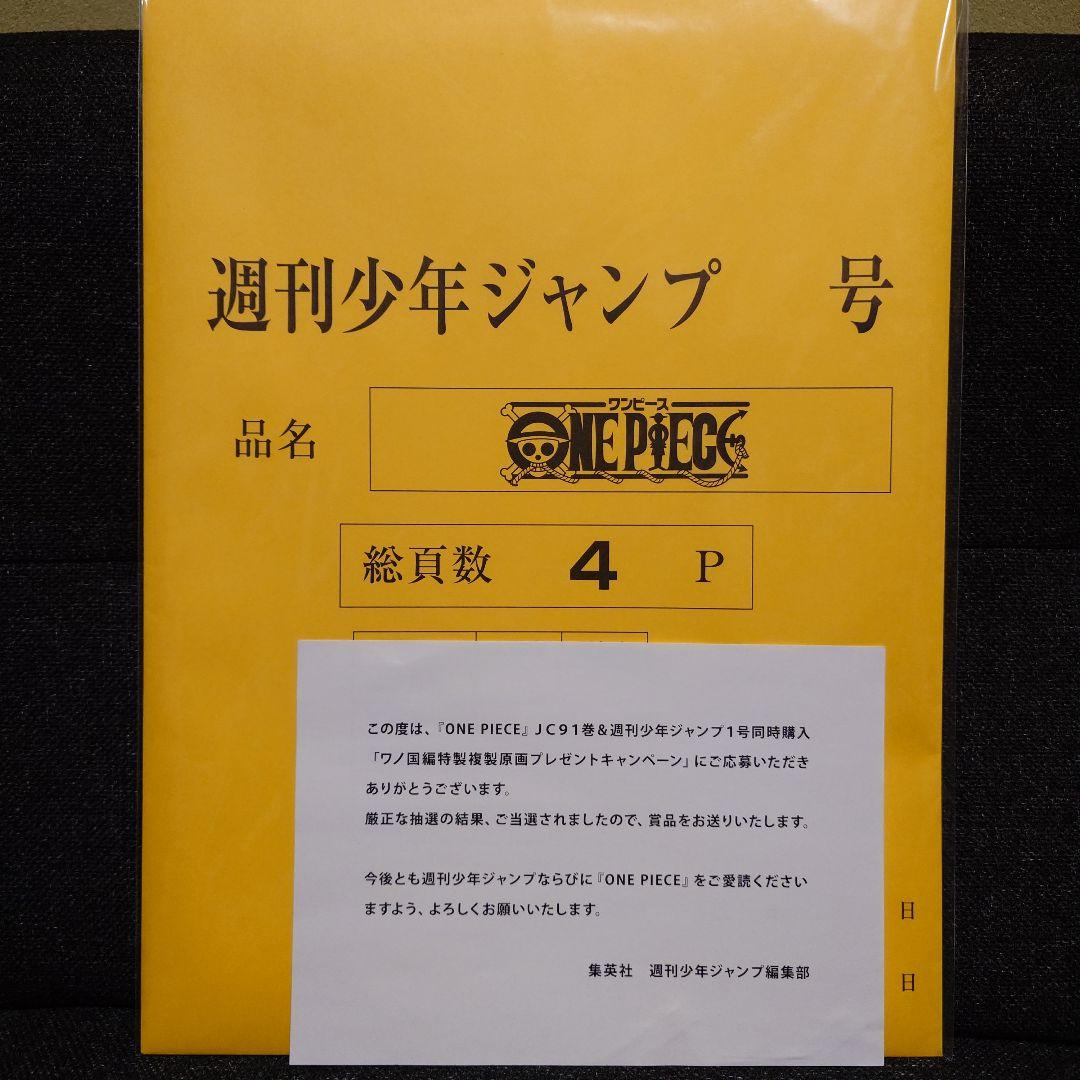 週刊少年ジャンプ 号
品名
ワンピース
ONE PIECE
総頁数 4 P
この度は、『ONE PIECE』JC91巻&週刊少年ジャンプ1号同時購入
「ワノ国編特製複製原画プレゼントキャンペーン」にご応募いただき
ありがとうございます。
厳正な抽選の結果、ご当選されましたので、賞品をお送りいたします。
今後とも週刊少年ジャンプならびに『ONE PIECE』をご愛読ください
ますよう、よろしくお願いいたします。
集英社 週刊少年ジャンプ編集部
日
日